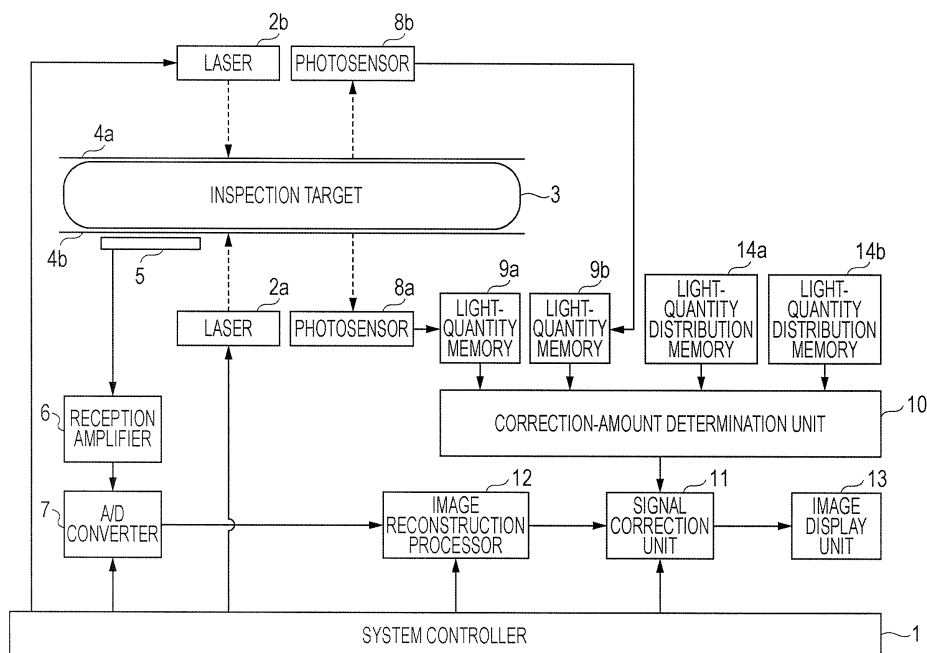 2b
8b
LASER
PHOTOSENSOR
4a
INSPECTION TARGET
3
4b
5
2a
8a
9a
9b
14a
14b
LASER
PHOTOSENSOR
LIGHT-
QUANTITY
MEMORY
LIGHT-
QUANTITY
MEMORY
LIGHT-
QUANTITY
DISTRIBUTION
MEMORY
LIGHT-
QUANTITY
DISTRIBUTION
MEMORY
6
RECEPTION
AMPLIFIER
CORRECTION-AMOUNT DETERMINATION UNIT
10
7
A/D
CONVERTER
12
IMAGE
RECONSTRUCTION
PROCESSOR
11
SIGNAL
CORRECTION
UNIT
13
IMAGE
DISPLAY
UNIT
SYSTEM CONTROLLER
1